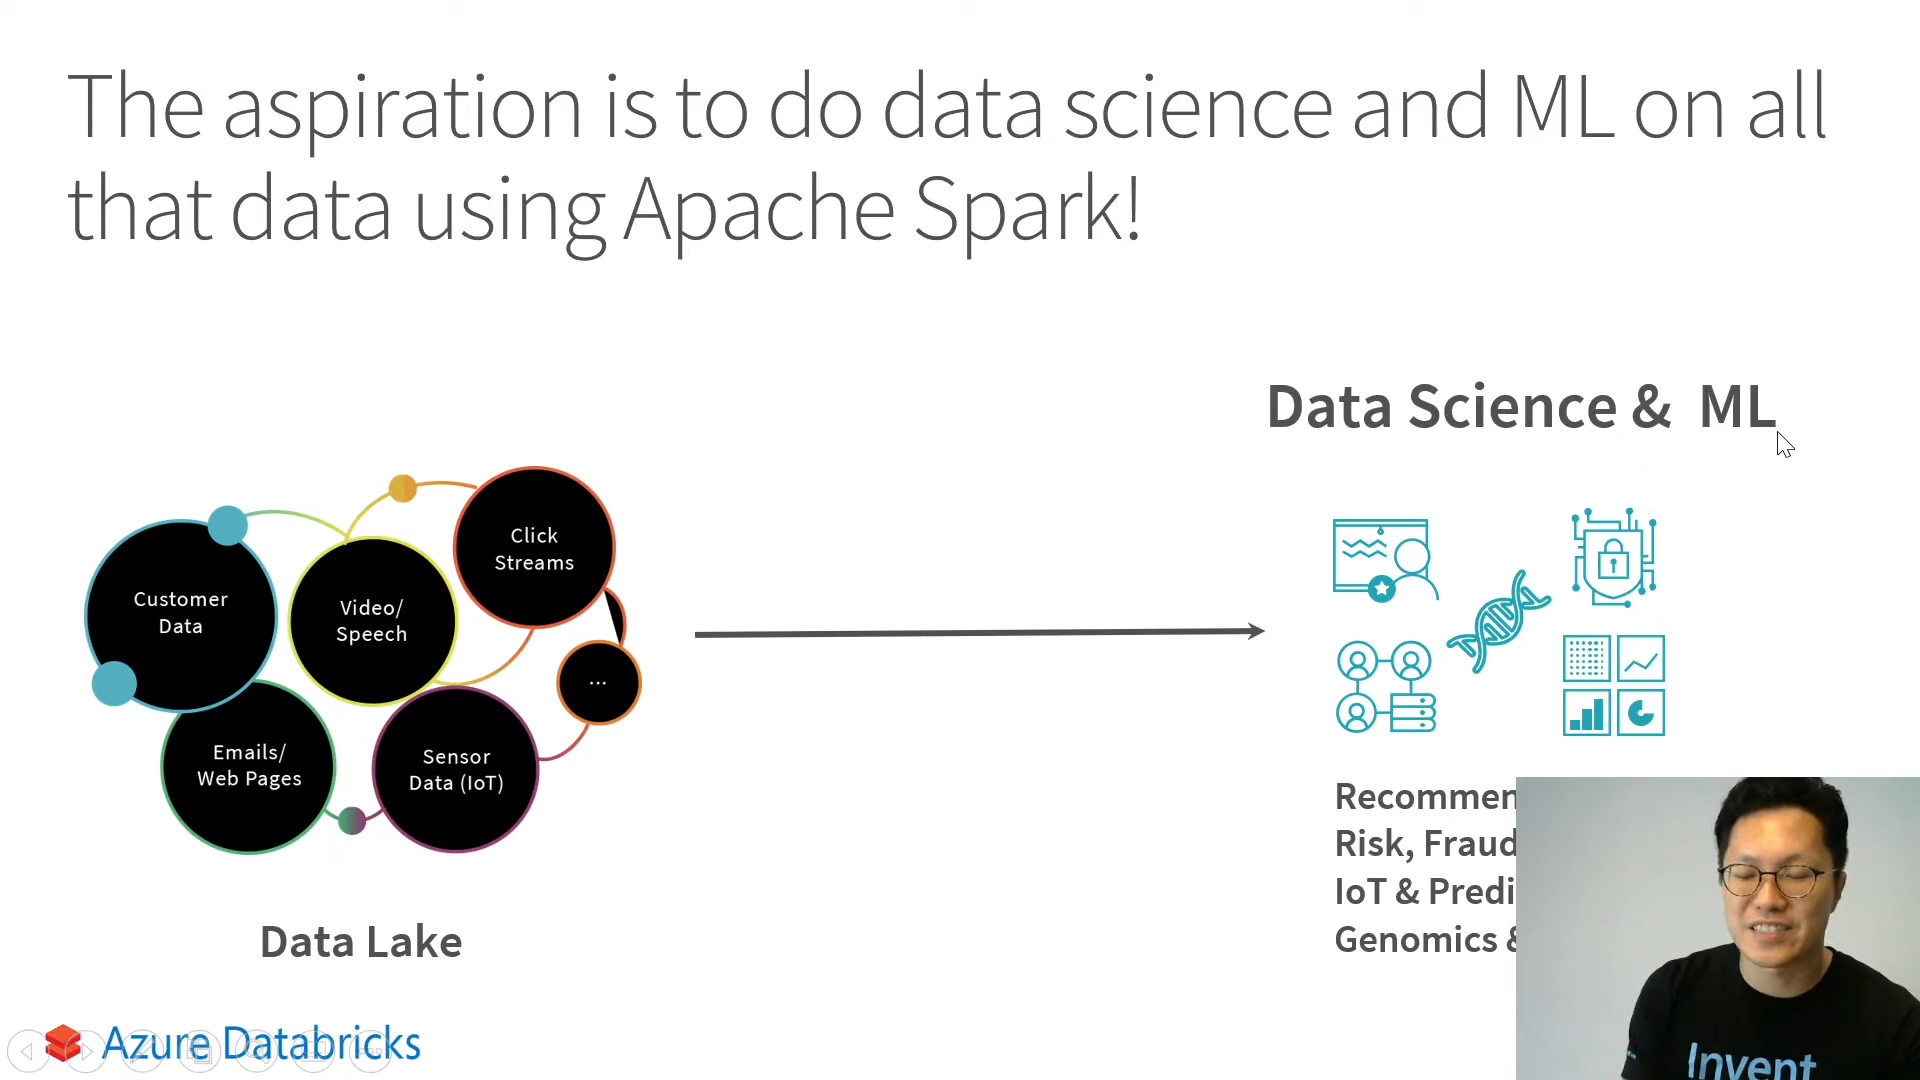 The aspiration is to do data science and ML on all
that data using Apache Spark!
Data Science & ML
Click
Streams
Customer
Data
Video/
Speech
...
Emails/
Web Pages
Sensor
Data (IoT)
Data Lake
Risk, Fraud
IoT &
Genomics &
Azure Databricks
Invent